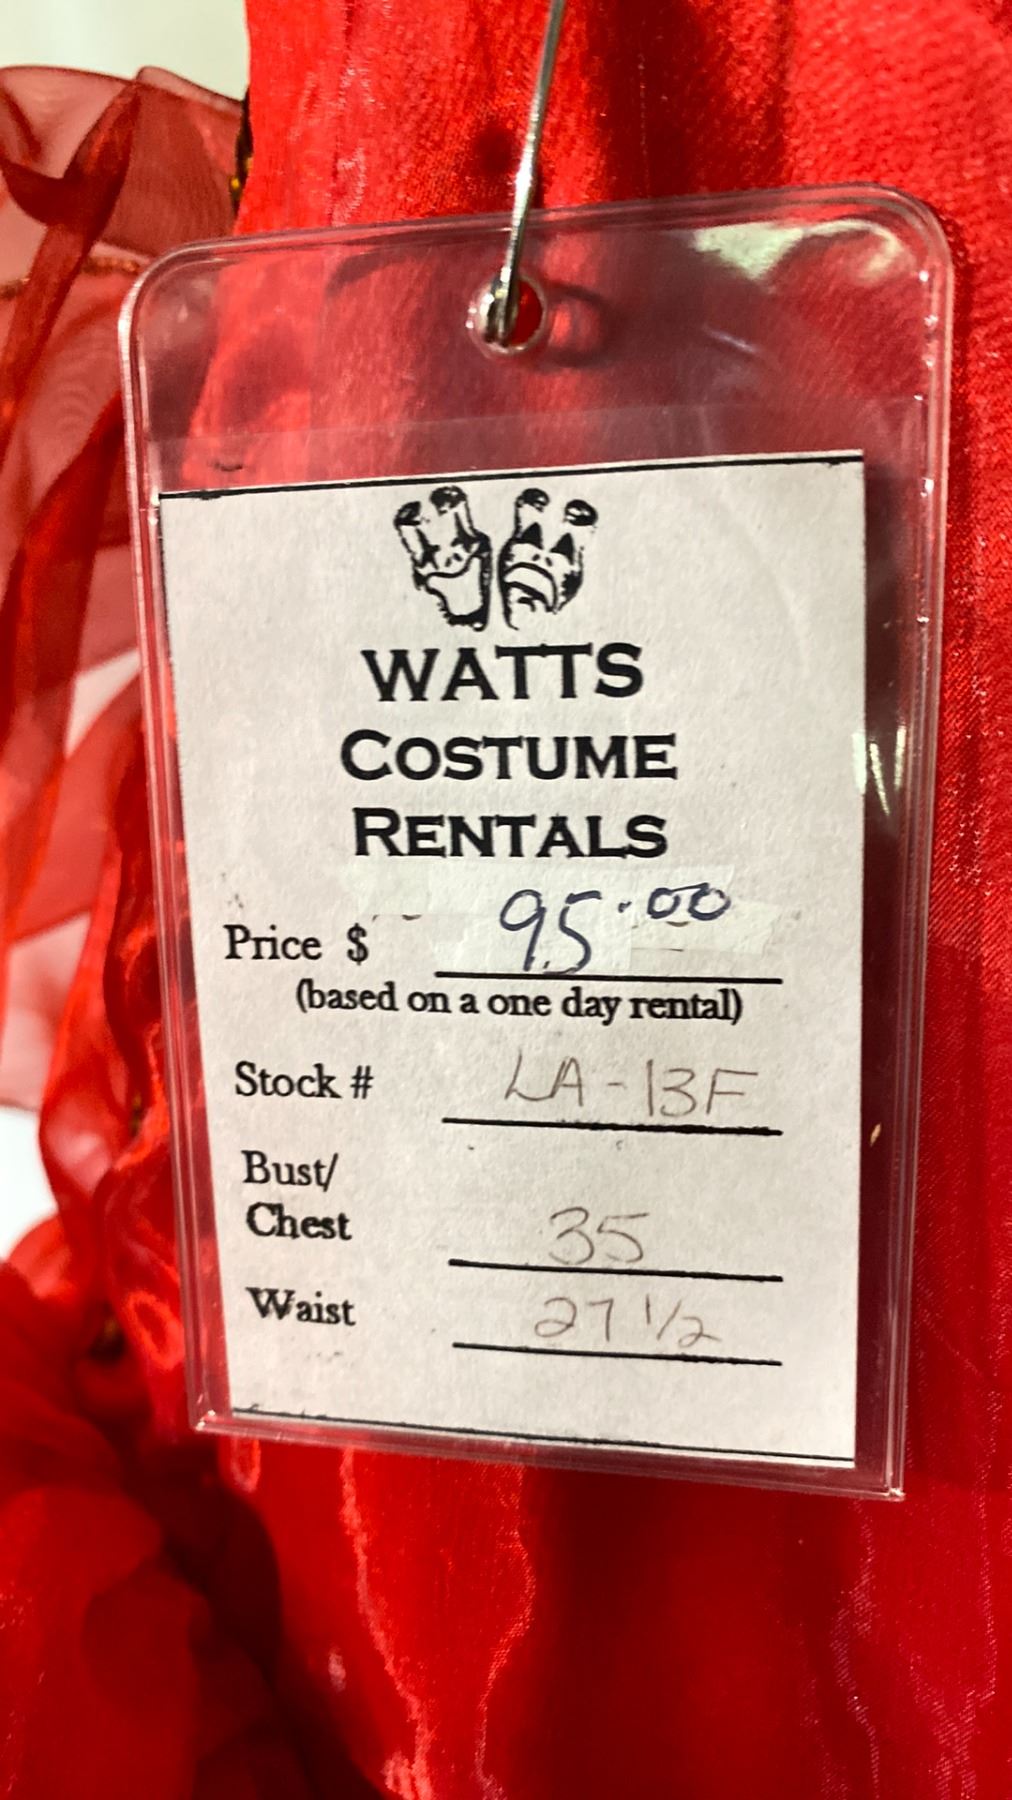 WATTS
COSTUME
RENTALS
Price $ 95.00
(based on a one day rental)
Stock # LA-13F
Bust/
Chest 35
Waist 27 1/2